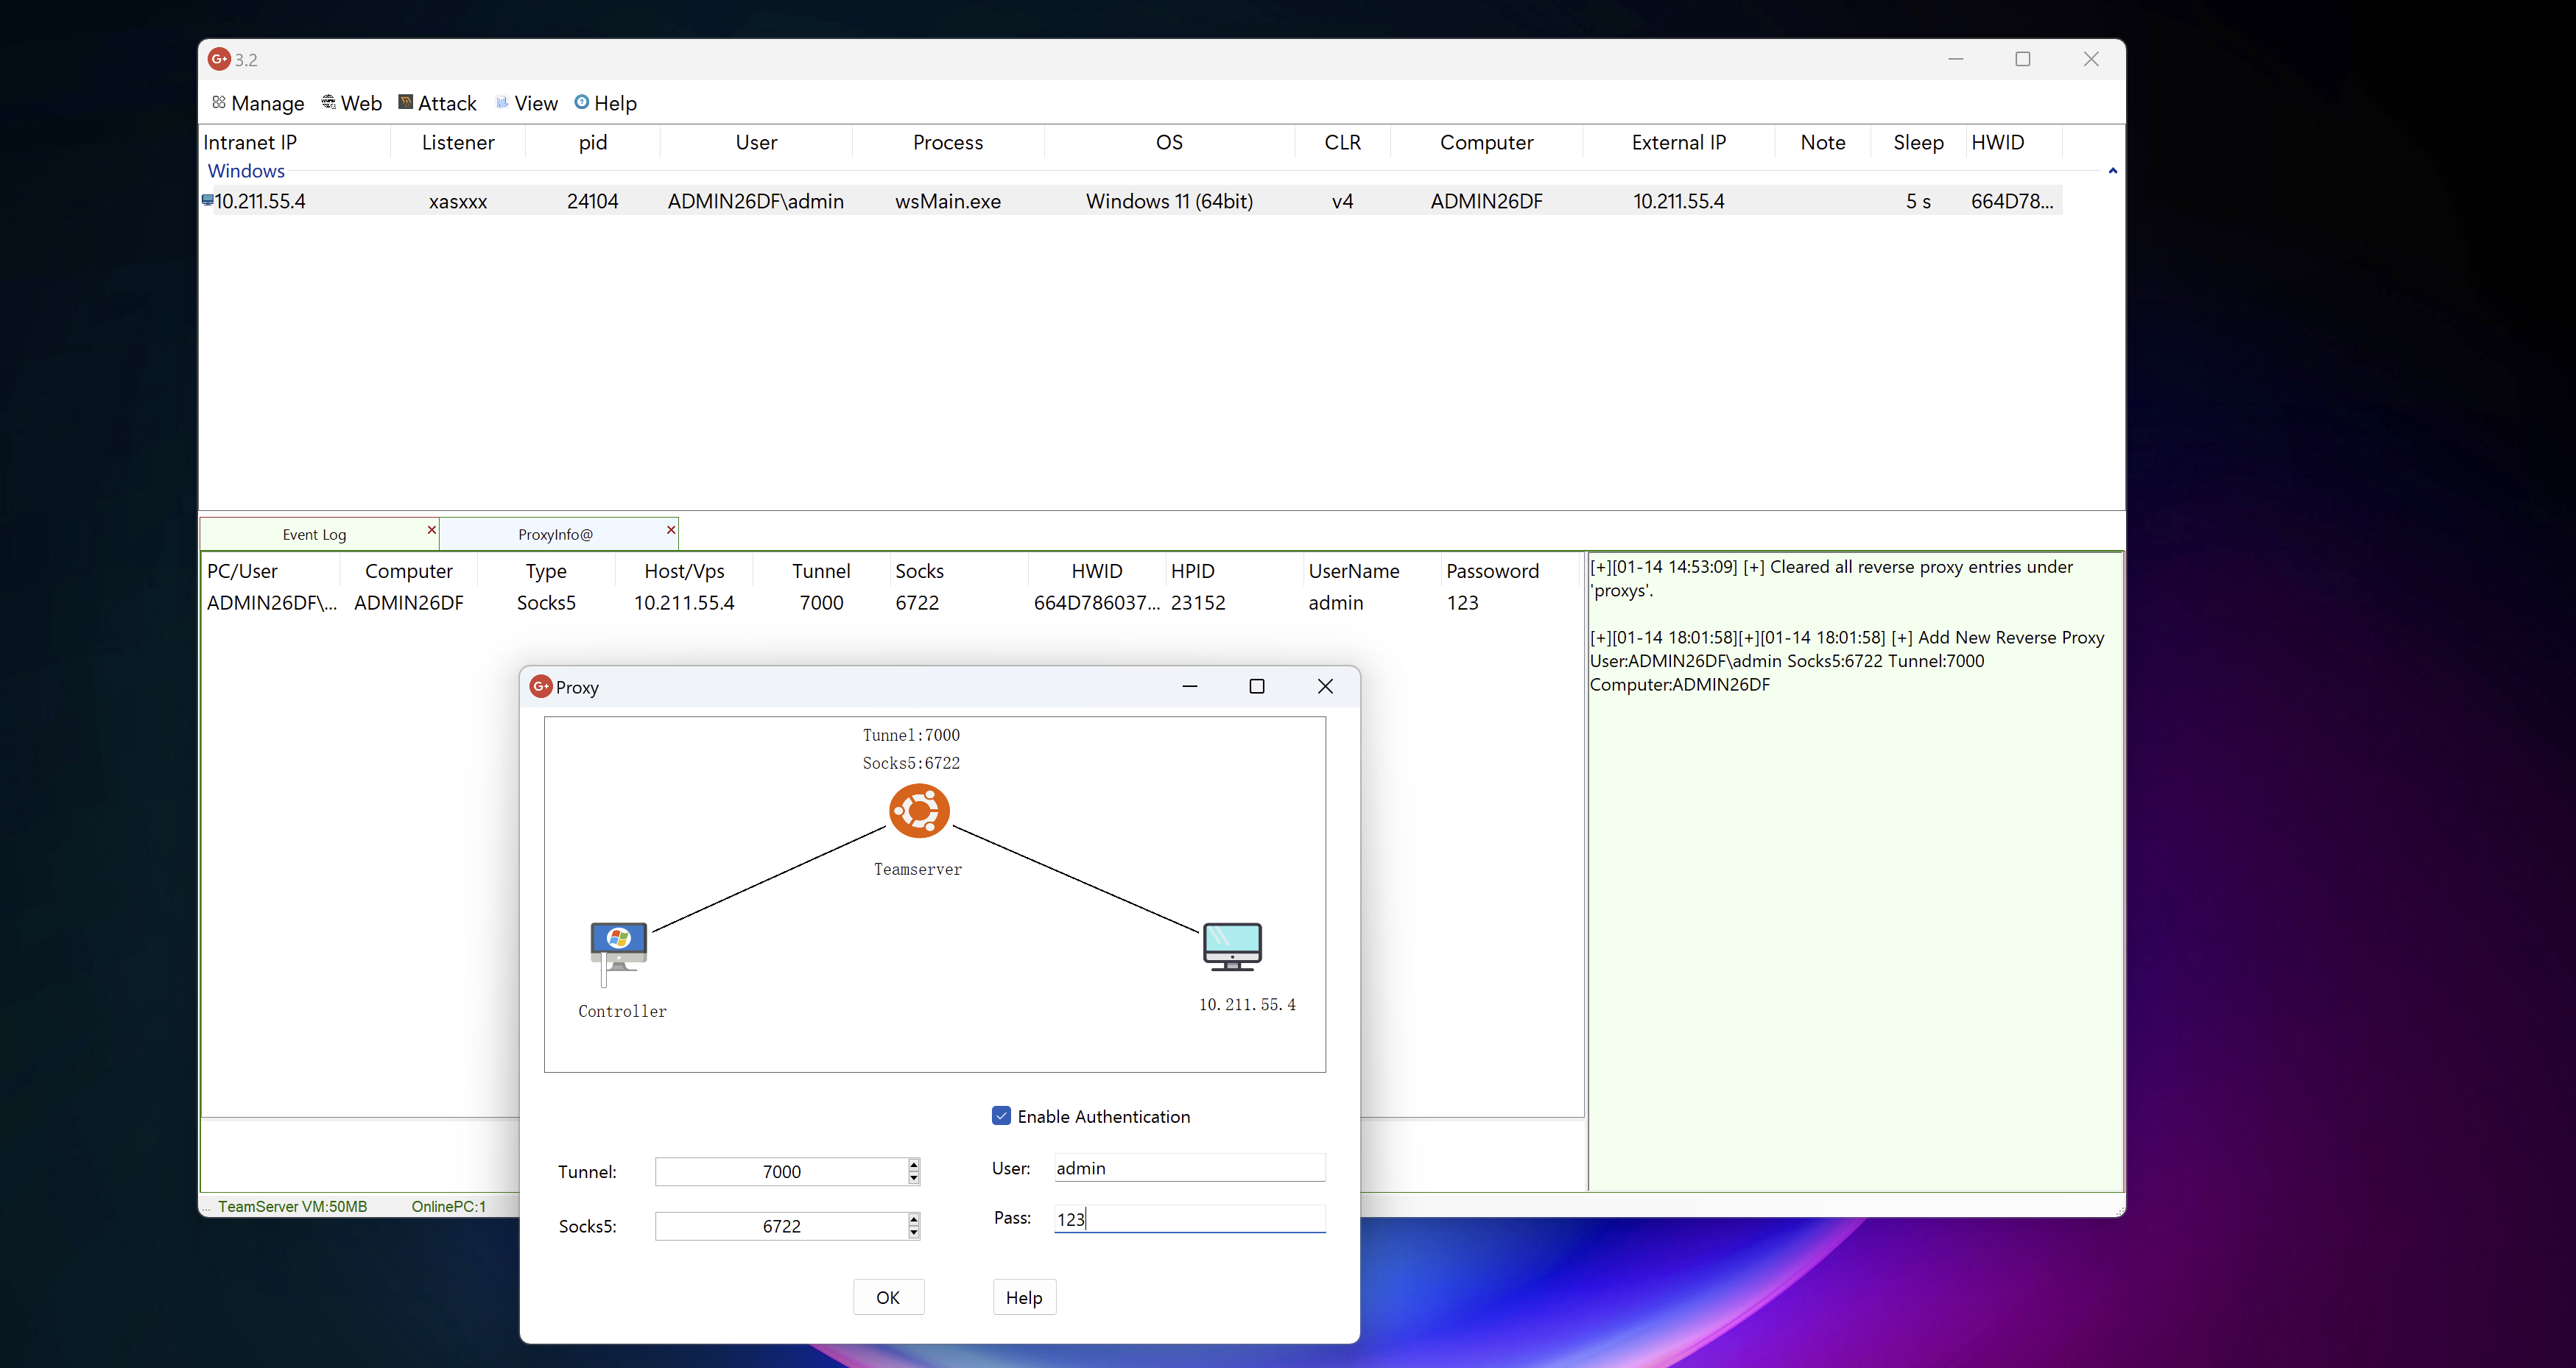 G+ 3.2
Manage Web Attack View Help
Intranet IP Listener pid User Process OS CLR Computer External IP Note Sleep HWID
Windows
10.211.55.4 xasxxx 24104 ADMIN26DF\admin wsMain.exe Windows 11 (64bit) v4 ADMIN26DF 10.211.55.4 5 s 664D78...
Event Log ProxyInfo@
PC/User Computer Type Host/Vps Tunnel Socks HWID HPID UserName Passoword
ADMIN26DF\... ADMIN26DF Socks5 10.211.55.4 7000 6722 664D786037... 23152 admin 123
[+][01-14 14:53:09] [+] Cleared all reverse proxy entries under
'proxys'.
[+][01-14 18:01:58][+][01-14 18:01:58] [+] Add New Reverse Proxy
User:ADMIN26DF\admin Socks5:6722 Tunnel:7000
Computer:ADMIN26DF
G+ Proxy
Tunnel:7000
Socks5:6722
Teamserver
Controller
10.211.55.4
Enable Authentication
Tunnel: 7000
User: admin
Socks5: 6722
Pass: 123
OK Help
... TeamServer VM:50MB OnlinePC:1